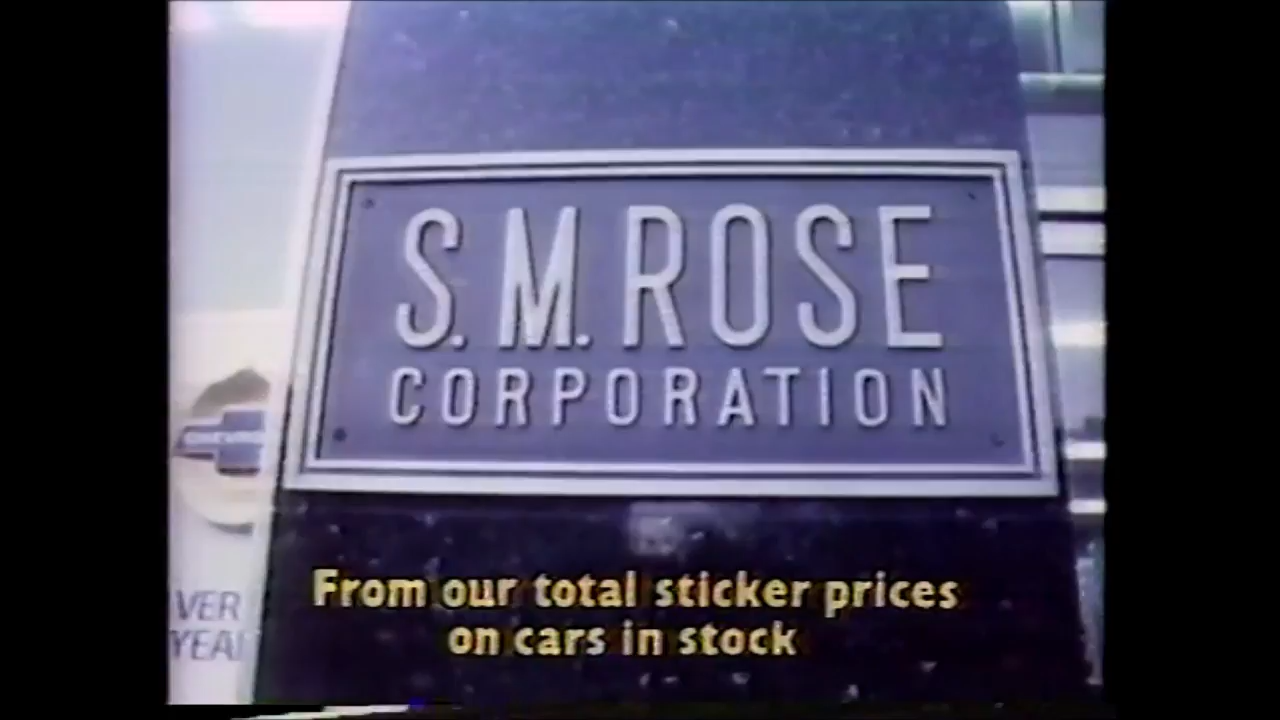 S.M.ROSE
CORPORATION
From our total sticker prices
on cars in stock